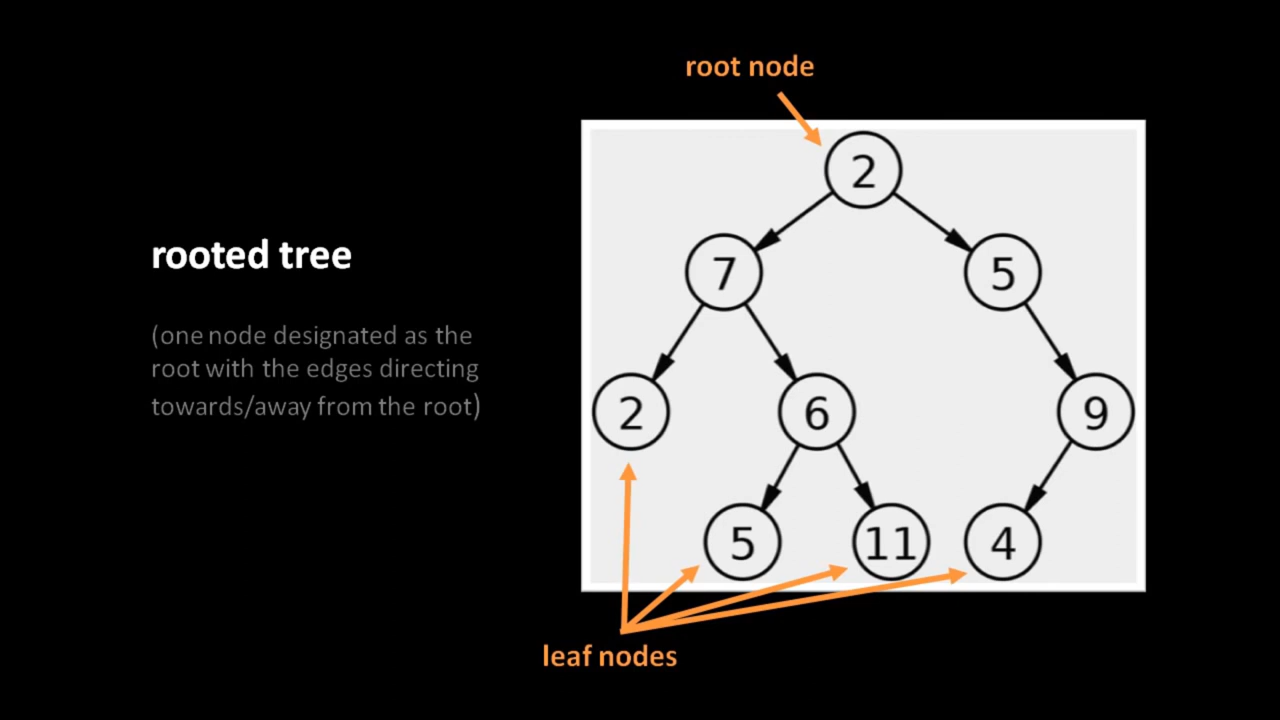 root node
rooted tree
(one node designated as the
root with the edges directing
towards/away from the root)
2
7
5
2
6
9
5
11
4
leaf nodes